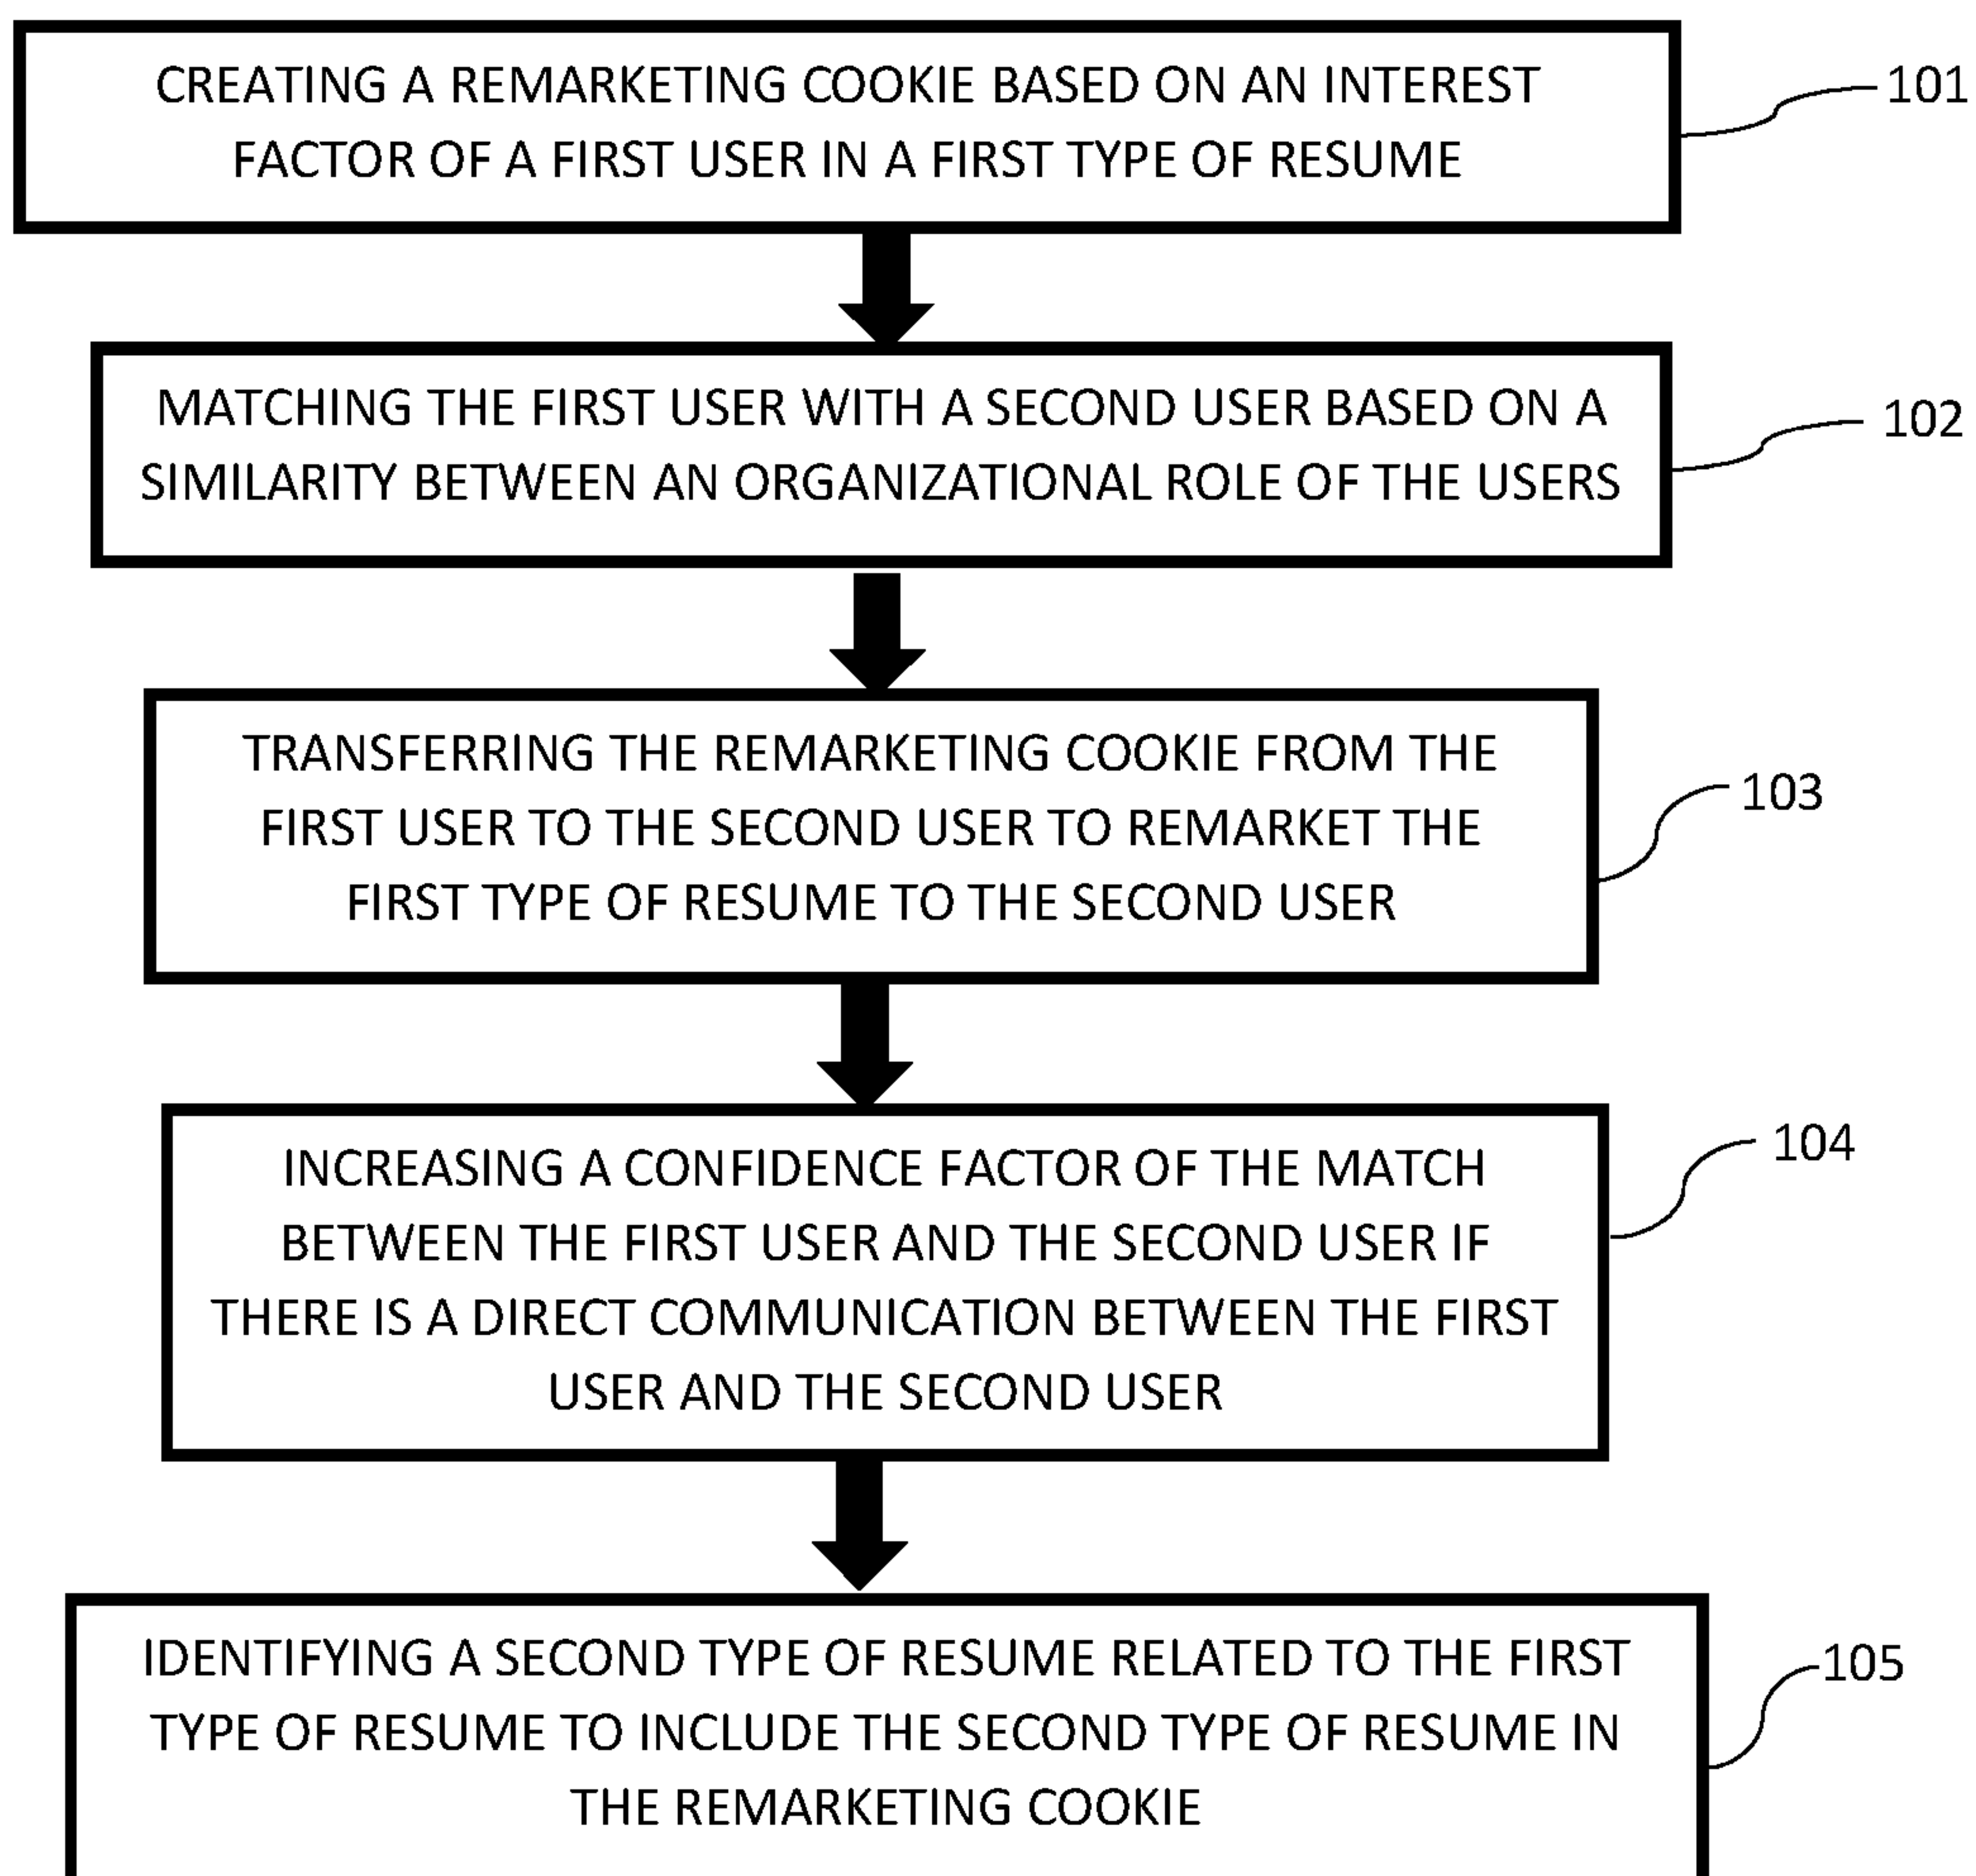 CREATING A REMARKETING COOKIE BASED ON AN INTEREST
FACTOR OF A FIRST USER IN A FIRST TYPE OF RESUME
101
MATCHING THE FIRST USER WITH A SECOND USER BASED ON A
SIMILARITY BETWEEN AN ORGANIZATIONAL ROLE OF THE USERS
102
TRANSFERRING THE REMARKETING COOKIE FROM THE
FIRST USER TO THE SECOND USER TO REMARKET THE
FIRST TYPE OF RESUME TO THE SECOND USER
103
INCREASING A CONFIDENCE FACTOR OF THE MATCH
BETWEEN THE FIRST USER AND THE SECOND USER IF
THERE IS A DIRECT COMMUNICATION BETWEEN THE FIRST
USER AND THE SECOND USER
104
IDENTIFYING A SECOND TYPE OF RESUME RELATED TO THE FIRST
TYPE OF RESUME TO INCLUDE THE SECOND TYPE OF RESUME IN
THE REMARKETING COOKIE
105